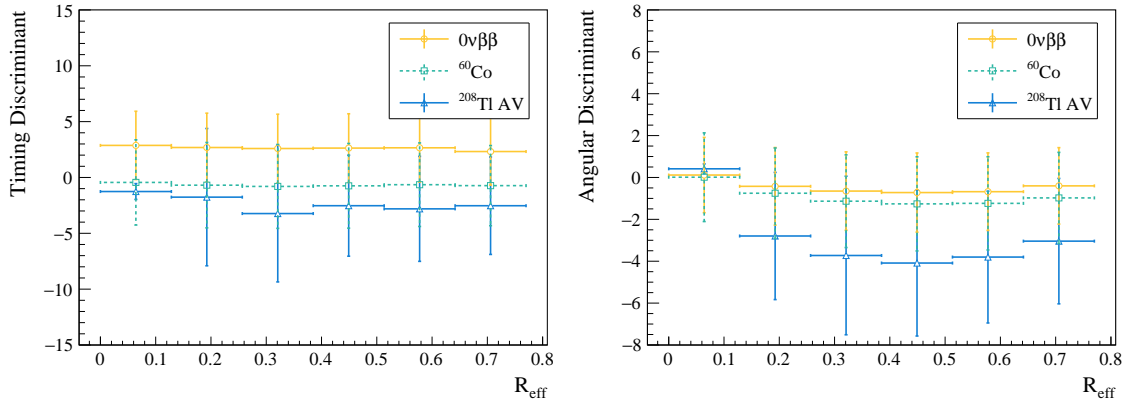 Timing Discriminant
15
10
5
0
−5
−10
−15
0νββ
⁶⁰Co
²⁰⁸Tl AV
0 0.1 0.2 0.3 0.4 0.5 0.6 0.7 0.8
R_eff
Angular Discriminant
8
6
4
2
0
−2
−4
−6
−8
0νββ
⁶⁰Co
²⁰⁸Tl AV
0 0.1 0.2 0.3 0.4 0.5 0.6 0.7 0.8
R_eff